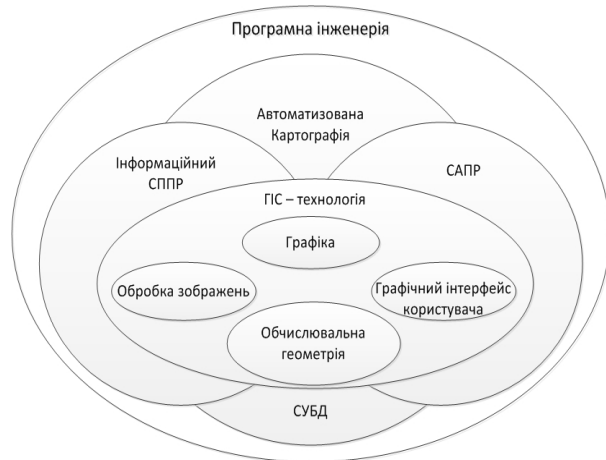 Програмна інженерія
Автоматизована
Картографія
Інформаційний
СППР
САПР
ГІС – технологія
Графіка
Обробка зображень
Графічний інтерфейс
користувача
Обчислювальна
геометрія
СУБД